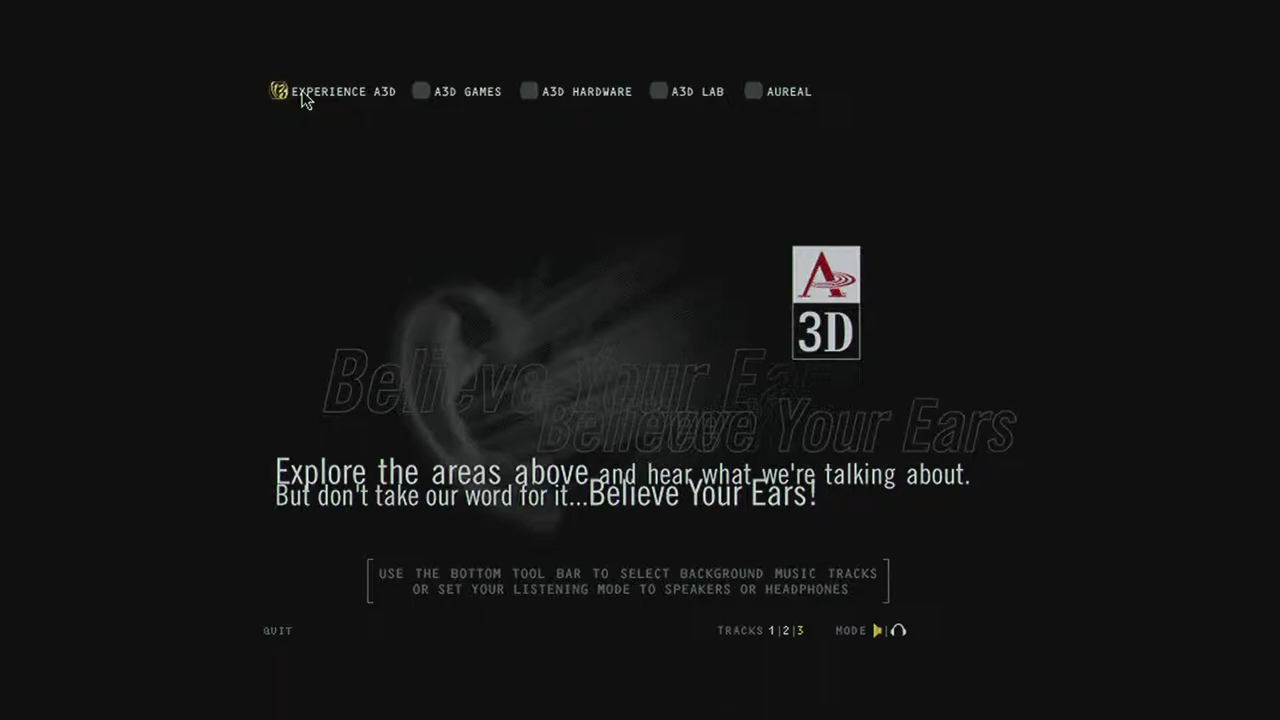 EXPERIENCE A3D A3D GAMES A3D HARDWARE A3D LAB AUREAL
A
3D
Believe Your Ears
Believe Your Ears
Explore the areas above and hear what we're talking about.
But don't take our word for it...Believe Your Ears!
USE THE BOTTOM TOOL BAR TO SELECT BACKGROUND MUSIC TRACKS
OR SET YOUR LISTENING MODE TO SPEAKERS OR HEADPHONES
QUIT TRACKS 1|2|3 MODE |